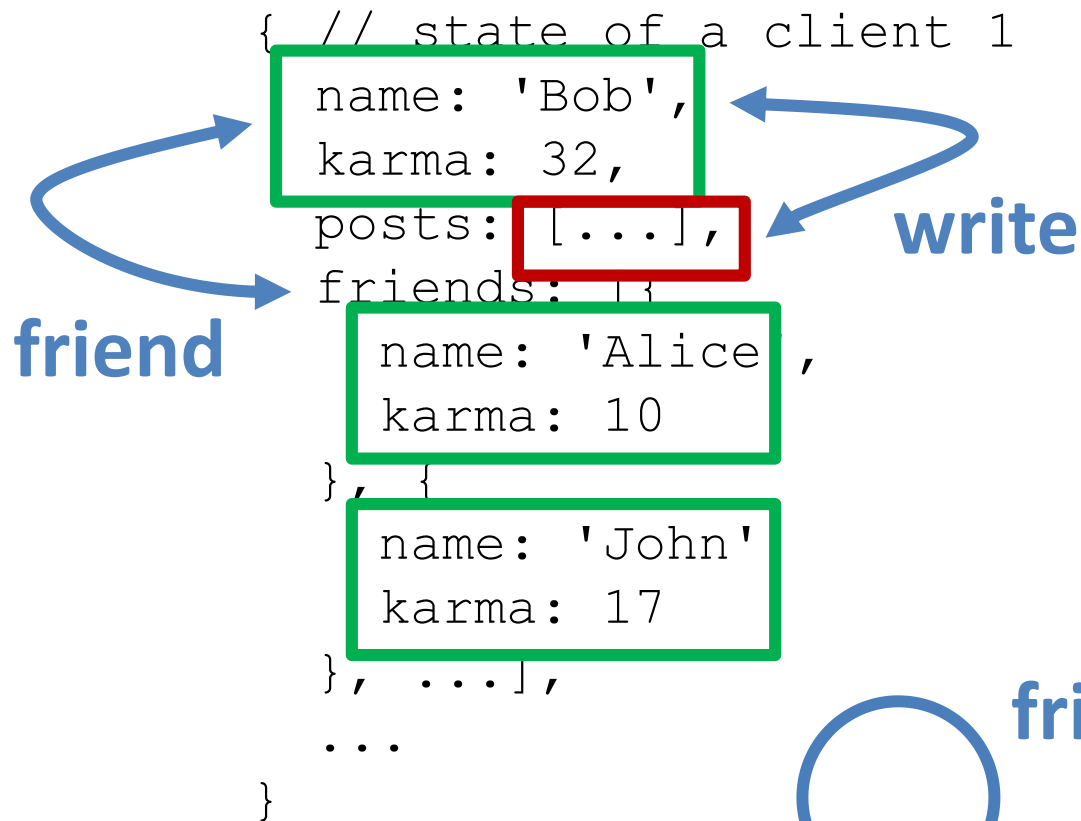 { // state of a client 1
name: 'Bob',
karma: 32,
posts: [...],
write
friends: [{
friend
name: 'Alice',
karma: 10
}, {
name: 'John'
karma: 17
}, ...],
fri
...
}